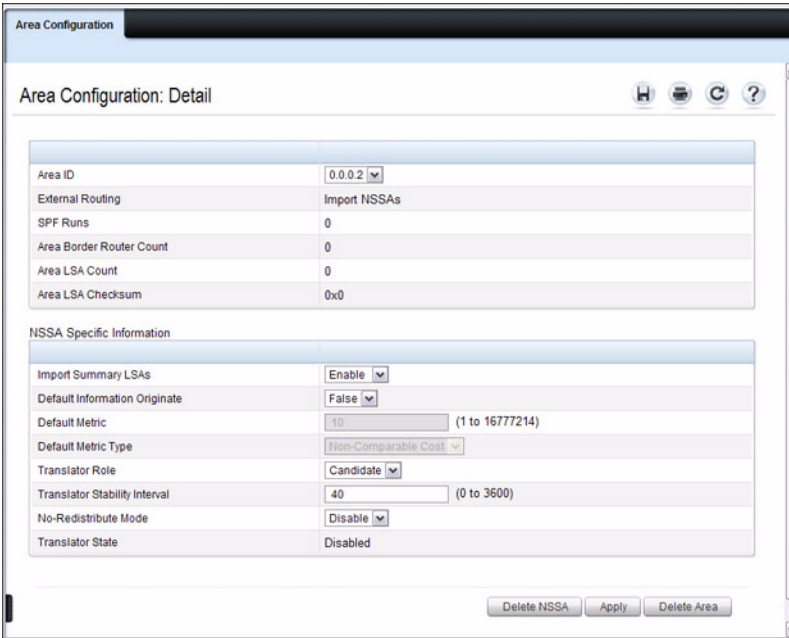 Area Configuration
Area Configuration: Detail
Area ID 0.0.0.2
External Routing Import NSSAs
SPF Runs 0
Area Border Router Count 0
Area LSA Count 0
Area LSA Checksum 0x0
NSSA Specific Information
Import Summary LSAs Enable
Default Information Originate False
Default Metric 10 (1 to 16777214)
Default Metric Type Non-Comparable Cost
Translator Role Candidate
Translator Stability Interval 40 (0 to 3600)
No-Redistribute Mode Disable
Translator State Disabled
Delete NSSA Apply Delete Area